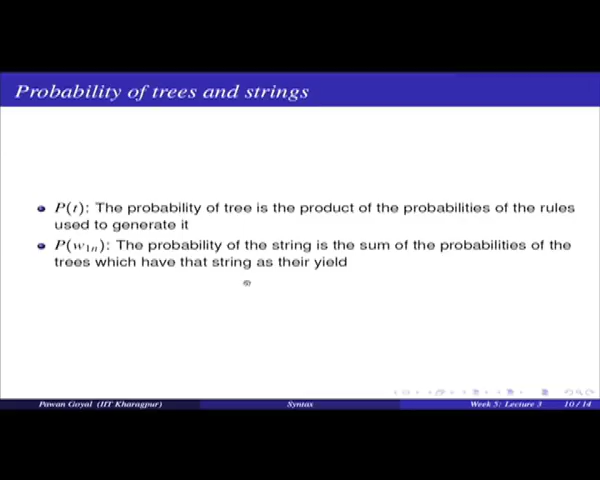 Probability of trees and strings
P(t): The probability of tree is the product of the probabilities of the rules
used to generate it
P(w1n): The probability of the string is the sum of the probabilities of the
trees which have that string as their yield
Pawan Goyal (IIT Kharagpur) Syntax Week 5: Lecture 3 10 / 14